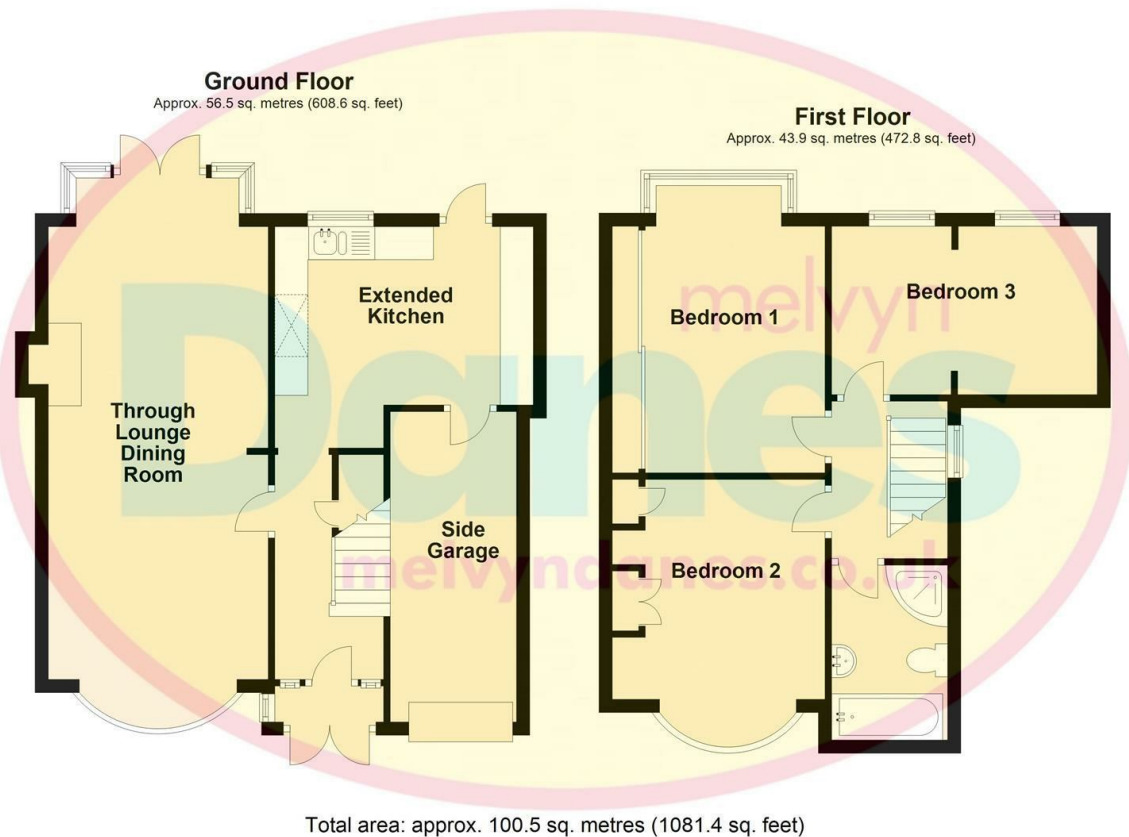 Ground Floor
Approx. 56.5 sq. metres (608.6 sq. feet)
First Floor
Approx. 43.9 sq. metres (472.8 sq. feet)
Extended
Kitchen
Bedroom 1
Bedroom 3
melvyn
Danes
Through
Lounge
Dining
Room
Side
Garage
Bedroom 2
melvyndanes.co.uk
Total area: approx. 100.5 sq. metres (1081.4 sq. feet)